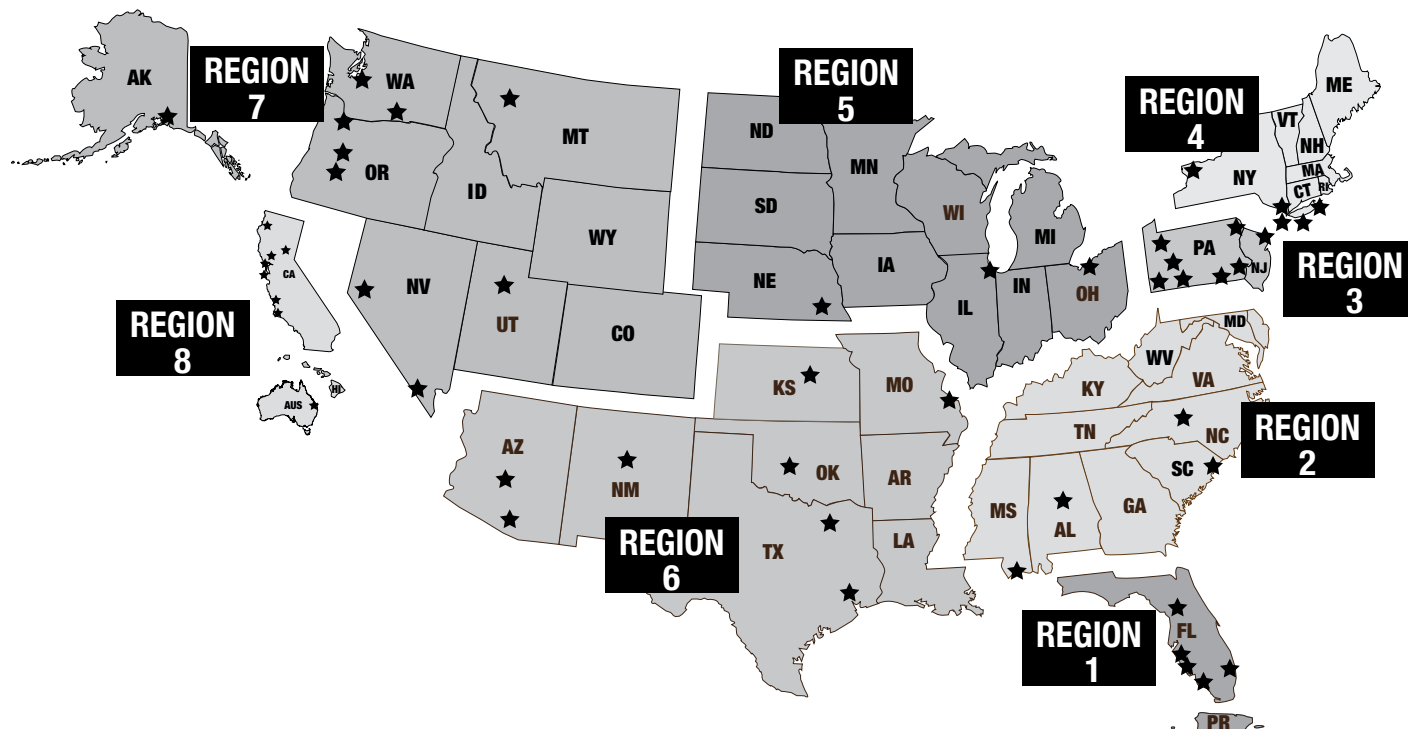 AK
REGION
7
WA
MT
OR
ID
WY
NV
UT
CO
CA
REGION
8
HI
AUS
REGION
5
ND
MN
SD
WI
MI
NE
IA
IL
IN
OH
REGION
4
ME
VT
NH
MA
NY
CT
RI
PA
NJ
REGION
3
MD
WV
VA
KY
TN
NC
SC
REGION
2
MS
AL
GA
KS
MO
AZ
NM
OK
AR
TX
LA
REGION
6
REGION
1
FL
PR